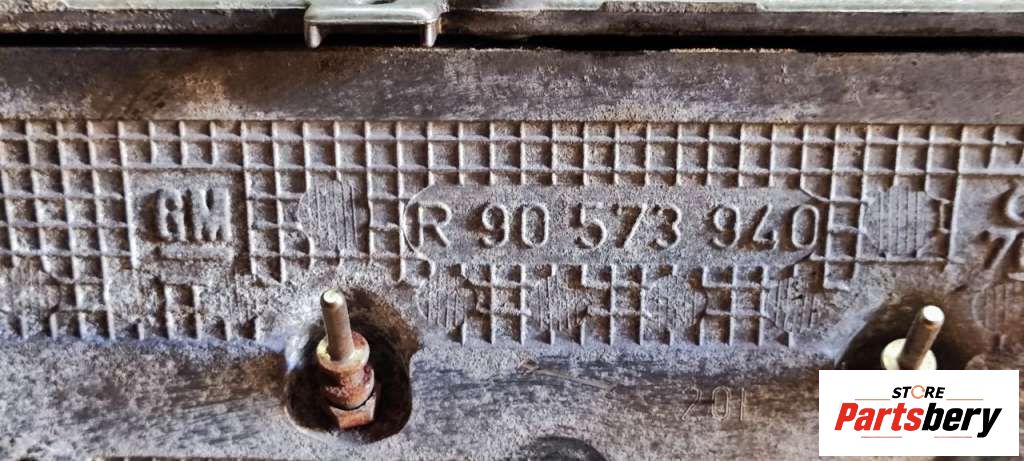 GM
R 90 573 940
201
STORE
Partsbery